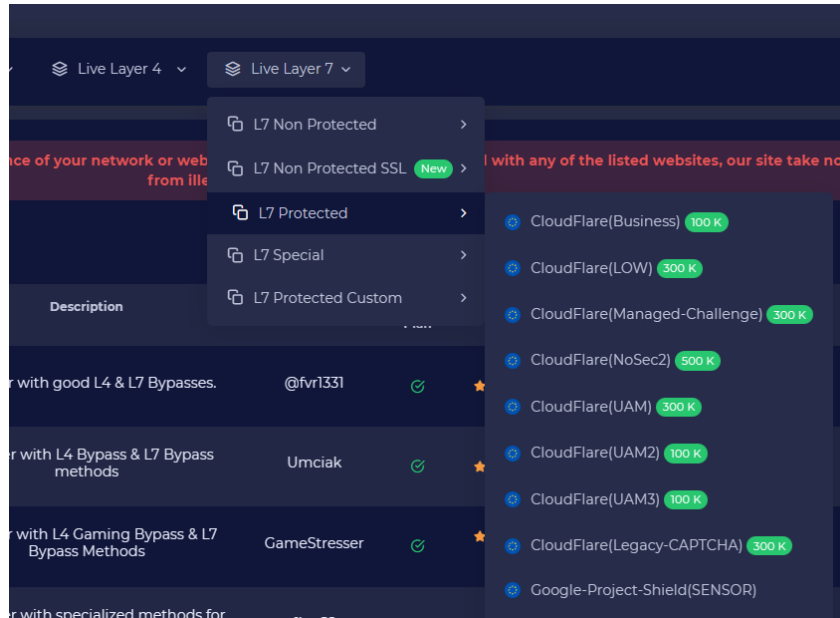 Live Layer 4
Live Layer 7
L7 Non Protected
L7 Non Protected SSL New
L7 Protected
L7 Special
L7 Protected Custom
nce of your network or web
with any of the listed websites, our site take no
from ille
CloudFlare(Business) 100 K
CloudFlare(LOW) 300 K
CloudFlare(Managed-Challenge) 300 K
CloudFlare(NoSec2) 500 K
CloudFlare(UAM) 300 K
CloudFlare(UAM2) 100 K
CloudFlare(UAM3) 100 K
CloudFlare(Legacy-CAPTCHA) 300 K
Google-Project-Shield(SENSOR)
Description
r with good L4 & L7 Bypasses.
@fvr1331
er with L4 Bypass & L7 Bypass
methods
Umciak
r with L4 Gaming Bypass & L7
Bypass Methods
GameStresser
er with specialized methods for